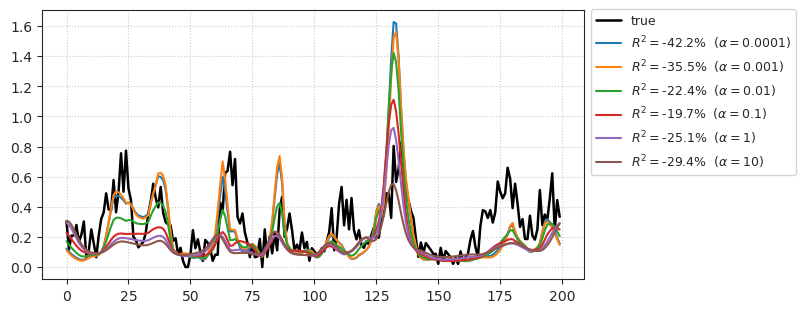 1.6
1.4
1.2
1.0
0.8
0.6
0.4
0.2
0.0
0 25 50 75 100 125 150 175 200
true
R² = -42.2% (α = 0.0001)
R² = -35.5% (α = 0.001)
R² = -22.4% (α = 0.01)
R² = -19.7% (α = 0.1)
R² = -25.1% (α = 1)
R² = -29.4% (α = 10)